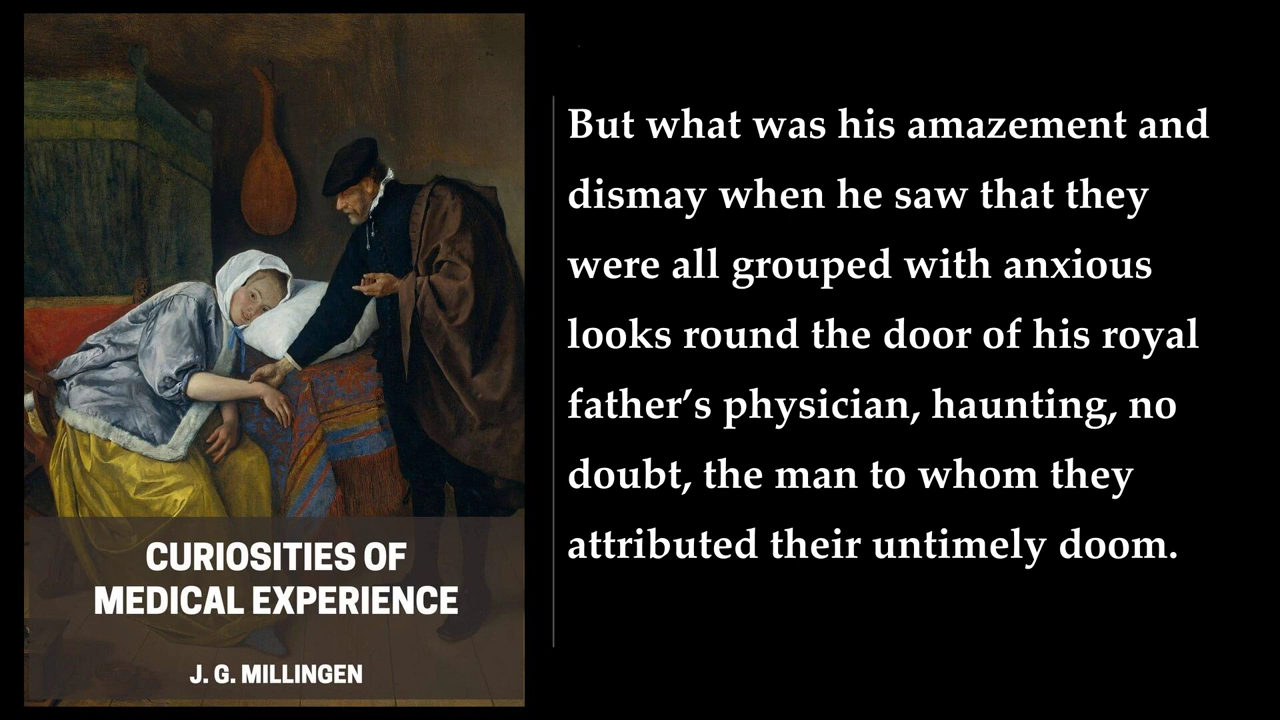 CURIOSITIES OF
MEDICAL EXPERIENCE
J. G. MILLINGEN
But what was his amazement and
dismay when he saw that they
were all grouped with anxious
looks round the door of his royal
father’s physician, haunting, no
doubt, the man to whom they
attributed their untimely doom.